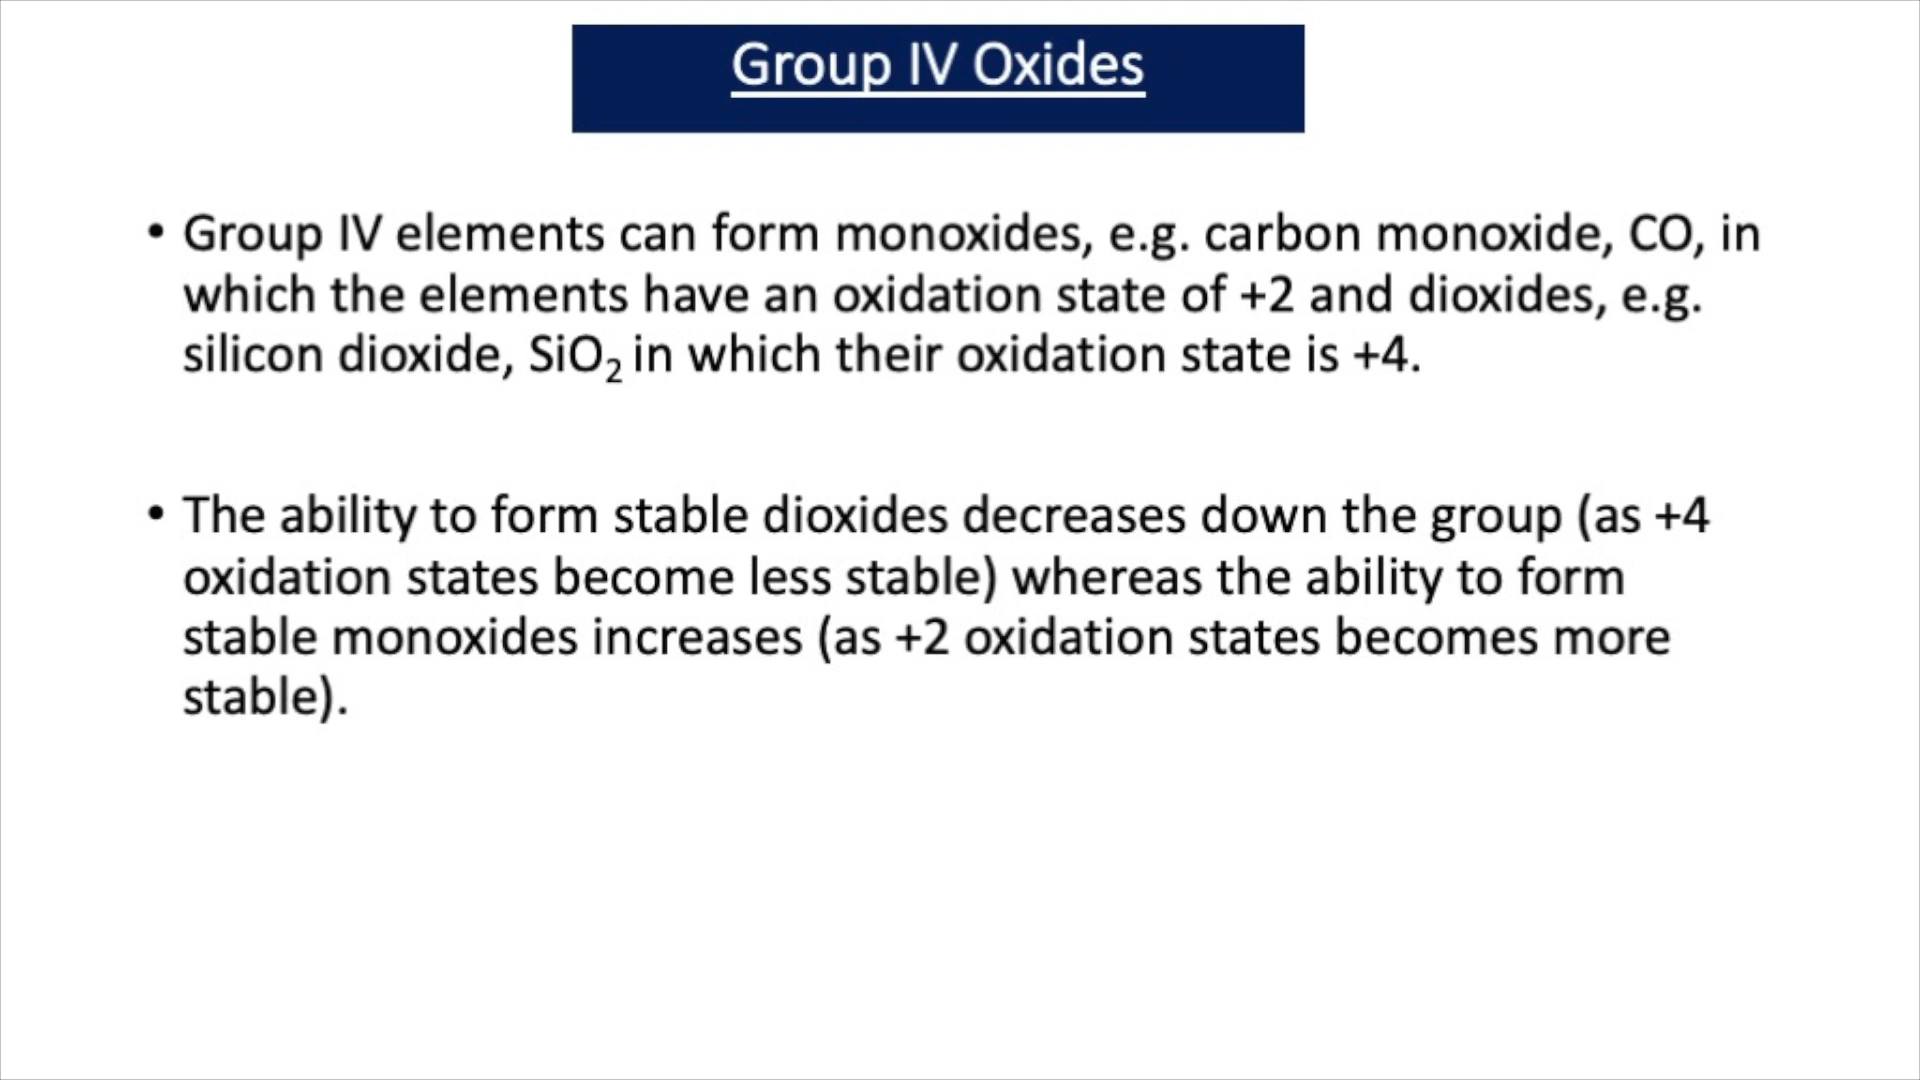 Group IV Oxides
• Group IV elements can form monoxides, e.g. carbon monoxide, CO, in
which the elements have an oxidation state of +2 and dioxides, e.g.
silicon dioxide, SiO₂ in which their oxidation state is +4.
• The ability to form stable dioxides decreases down the group (as +4
oxidation states become less stable) whereas the ability to form
stable monoxides increases (as +2 oxidation states becomes more
stable).